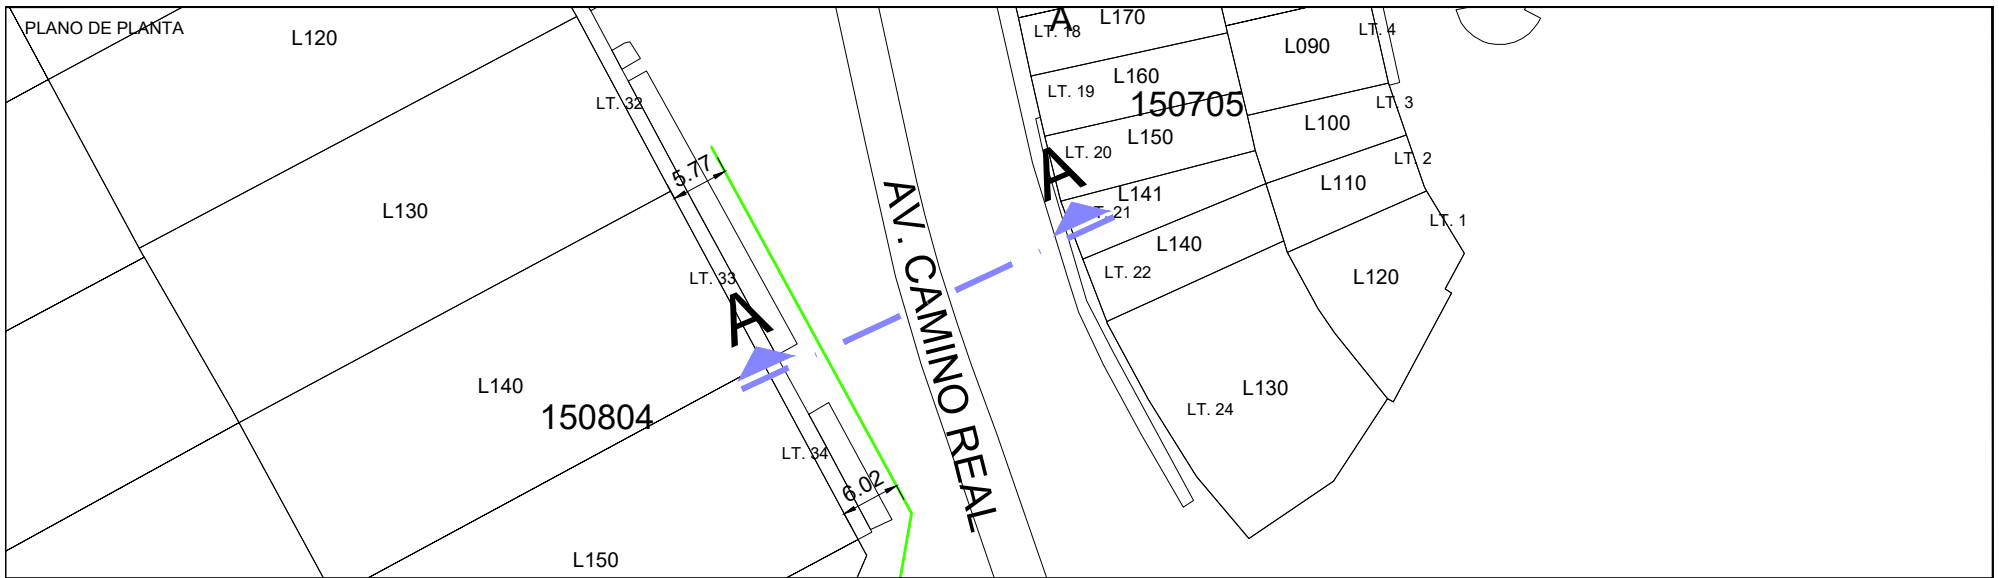 PLANO DE PLANTA
L120
LT. 32
5.77
L130
LT. 33
A
L140
150804
LT. 34
6.02
L150
AV. CAMINO REAL
A
LT. 18
L170
L160
LT. 19
150705
L150
LT. 20
A
L141
LT. 21
L140
LT. 22
L130
LT. 24
L090
LT. 4
LT. 3
L100
LT. 2
L110
LT. 1
L120